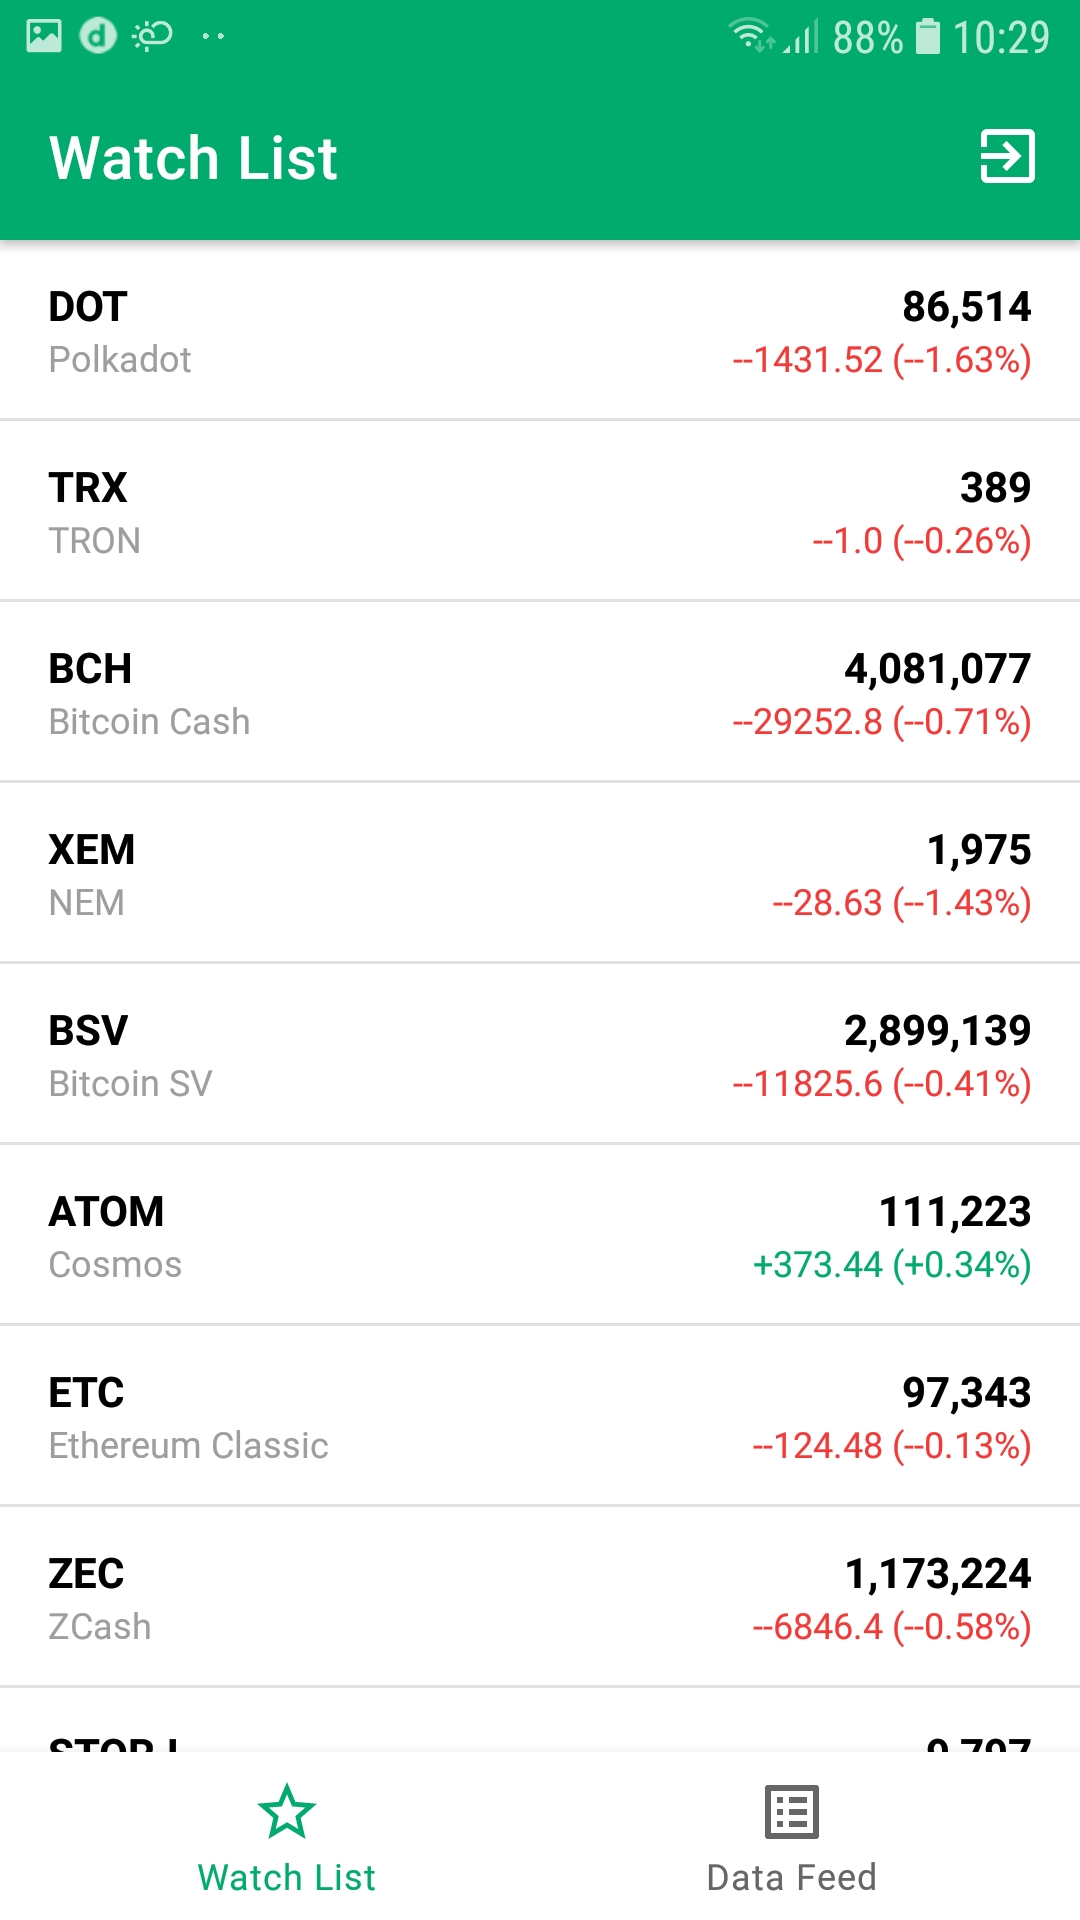 88% 10:29
Watch List
DOT 86,514
Polkadot --1431.52 (--1.63%)
TRX 389
TRON --1.0 (--0.26%)
BCH 4,081,077
Bitcoin Cash --29252.8 (--0.71%)
XEM 1,975
NEM --28.63 (--1.43%)
BSV 2,899,139
Bitcoin SV --11825.6 (--0.41%)
ATOM 111,223
Cosmos +373.44 (+0.34%)
ETC 97,343
Ethereum Classic --124.48 (--0.13%)
ZEC 1,173,224
ZCash --6846.4 (--0.58%)
Watch List Data Feed